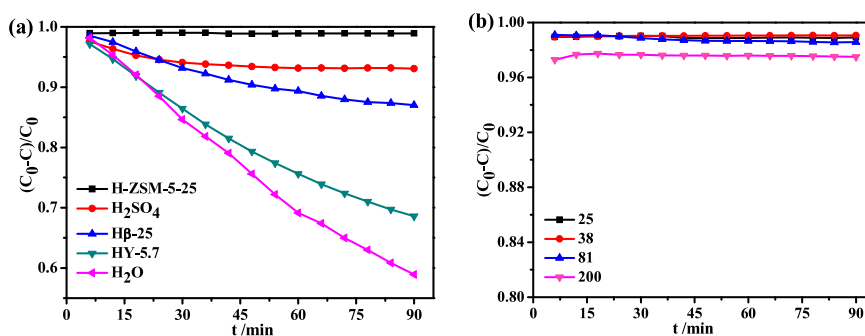 (a)
(C₀-C)/C₀
1.0
0.9
0.8
0.7
0.6
H-ZSM-5-25
H₂SO₄
Hβ-25
HY-5.7
H₂O
0 15 30 45 60 75 90
t /min
(b)
(C₀-C)/C₀
1.00
0.96
0.92
0.88
0.84
0.80
25
38
81
200
0 15 30 45 60 75 90
t /min